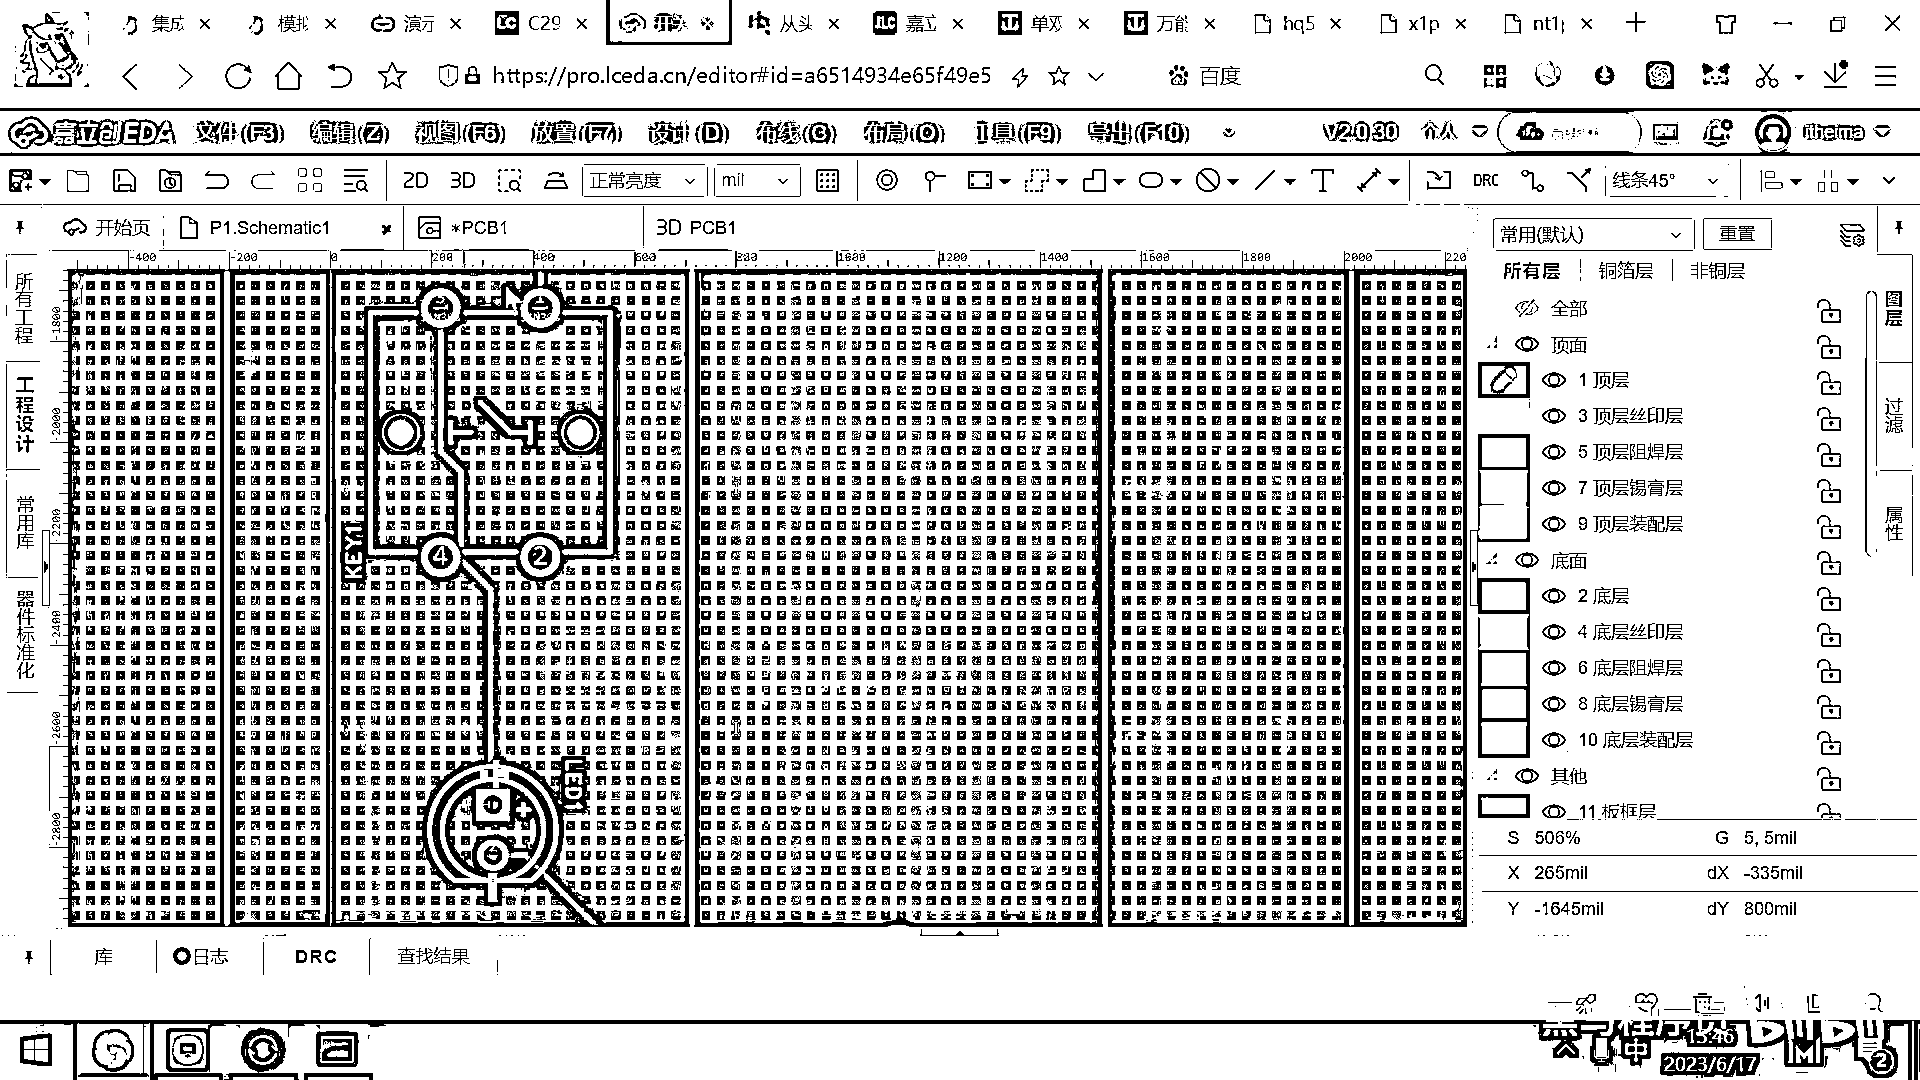 集成 模拟 演示 C29 从头 嘉立 单双 万能 hq5 x1p nt1
https://pro.lceda.cn/editor#id=a6514934e65f49e5 百度
嘉立创EDA 文件(F3) 编辑(Z) 视图(F6) 放置(F7) 设计(D) 布线(G) 布局(O) 工具(F9) 导出(F10) V2.0.30 个人 itheima
2D 3D 正常亮度 mil T DRC 线条45°
开始页 P1.Schematic1 *PCB1 3D PCB1
常用(默认) 重置
-400 -200 0 200 400 600 1200 1400 1600 1800 2000 220
所有层 铜箔层 非铜层
全部
顶面
1 顶层
3 顶层丝印层
5 顶层阻焊层
7 顶层锡膏层
9 顶层装配层
底面
2 底层
4 底层丝印层
6 底层阻焊层
8 底层锡膏层
10 底层装配层
其他
11 板框层
图层
过滤
属性
所有工程
工程设计
常用库
器件标准化
-1800
-2000
-2200
-2400
-2600
-2800
KEY1
4 2
S 506% G 5, 5mil
X 265mil dX -335mil
Y -1645mil dY 800mil
库 日志 DRC 查找结果
中 15:46
2023/6/17
2